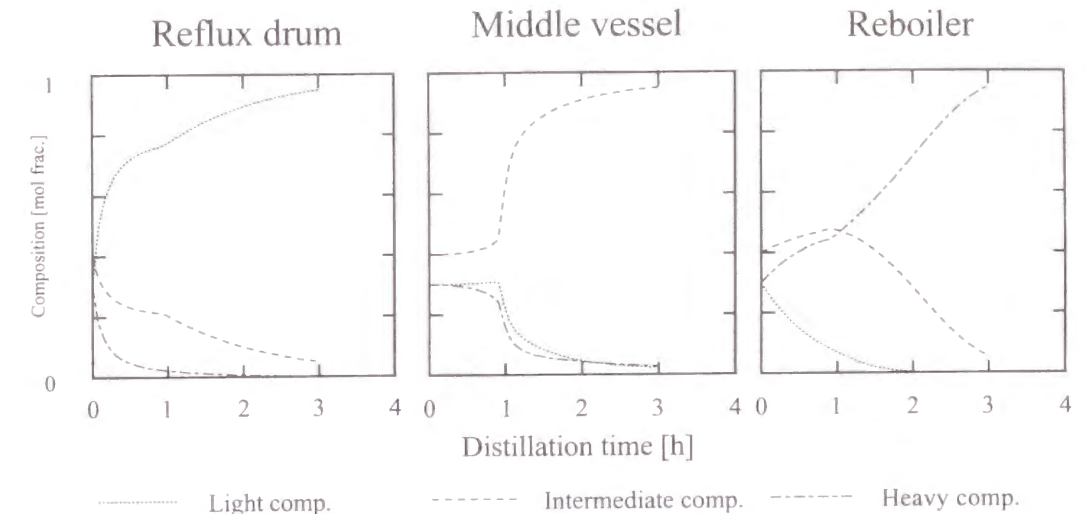 Reflux drum
Middle vessel
Reboiler
Composition [mol frac.]
1
0
0 1 2 3 4
0 1 2 3 4
0 1 2 3 4
Distillation time [h]
Light comp.
Intermediate comp.
Heavy comp.